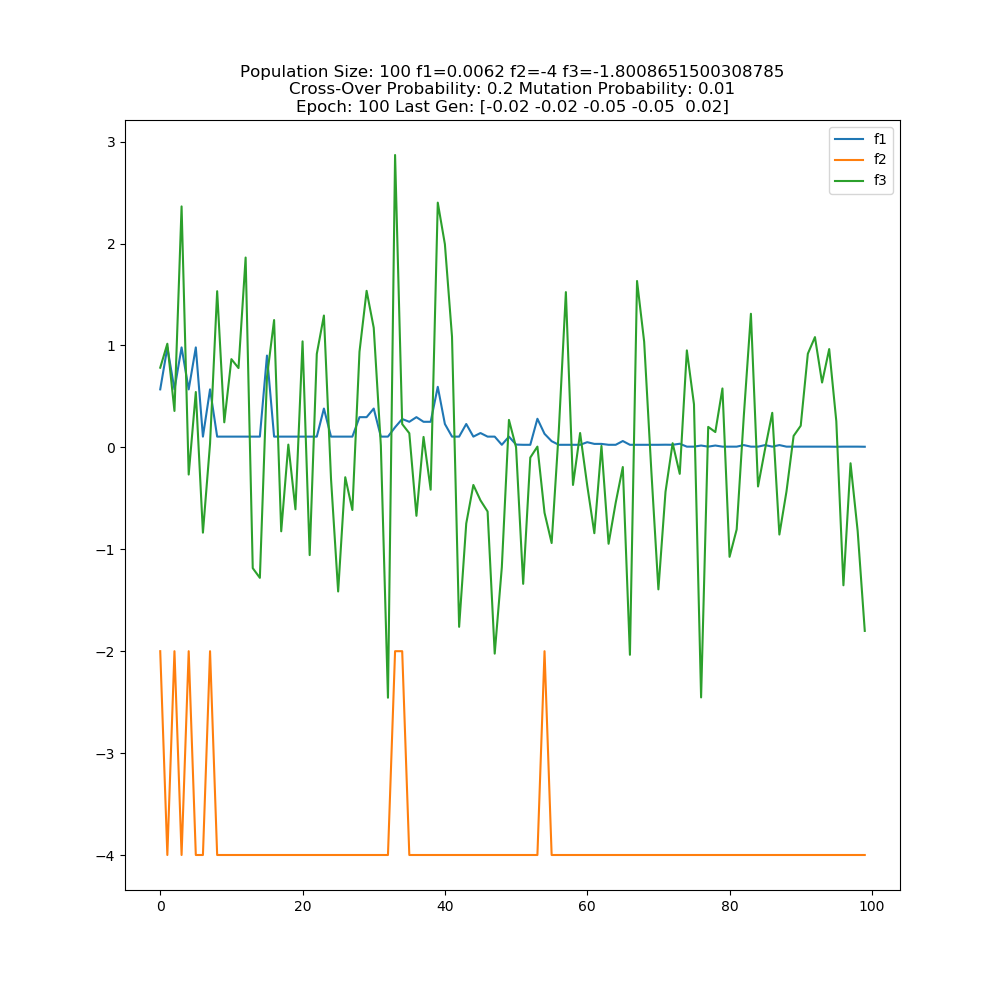 Population Size: 100 f1=0.0062 f2=-4 f3=-1.8008651500308785
Cross-Over Probability: 0.2 Mutation Probability: 0.01
Epoch: 100 Last Gen: [-0.02 -0.02 -0.05 -0.05  0.02]
f1
f2
f3
3
2
1
0
−1
−2
−3
−4
0 20 40 60 80 100